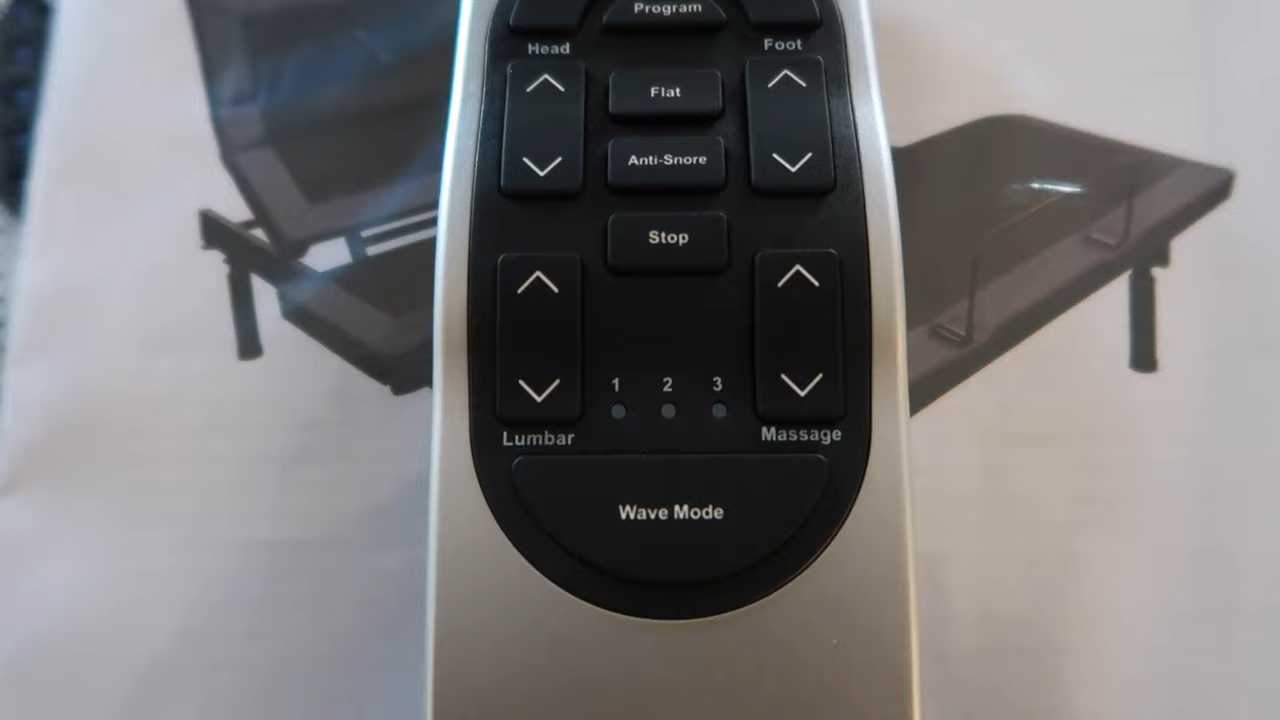 Program
Head
Foot
Flat
Anti-Snore
Stop
1 2 3
Lumbar
Massage
Wave Mode